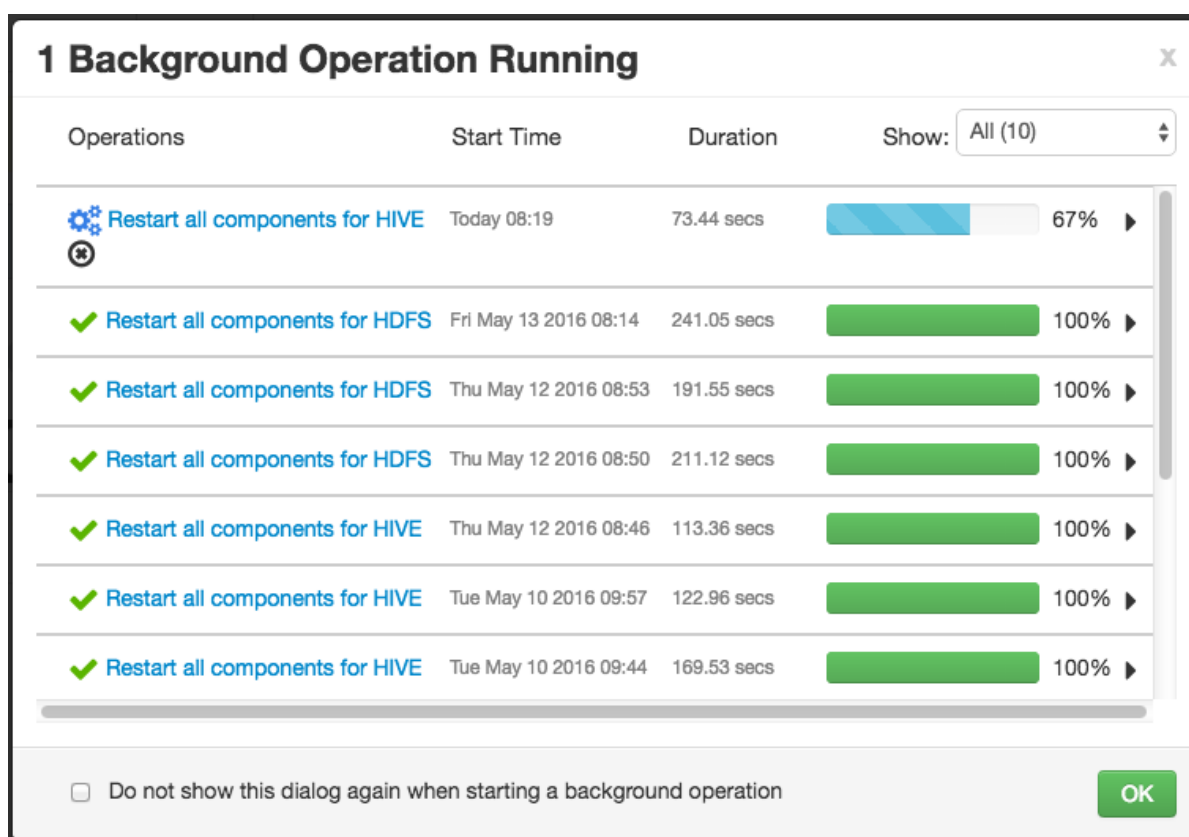 1 Background Operation Running
x
Operations Start Time Duration Show: All (10)
Restart all components for HIVE Today 08:19 73.44 secs 67%
Restart all components for HDFS Fri May 13 2016 08:14 241.05 secs 100%
Restart all components for HDFS Thu May 12 2016 08:53 191.55 secs 100%
Restart all components for HDFS Thu May 12 2016 08:50 211.12 secs 100%
Restart all components for HIVE Thu May 12 2016 08:46 113.36 secs 100%
Restart all components for HIVE Tue May 10 2016 09:57 122.96 secs 100%
Restart all components for HIVE Tue May 10 2016 09:44 169.53 secs 100%
Do not show this dialog again when starting a background operation
OK